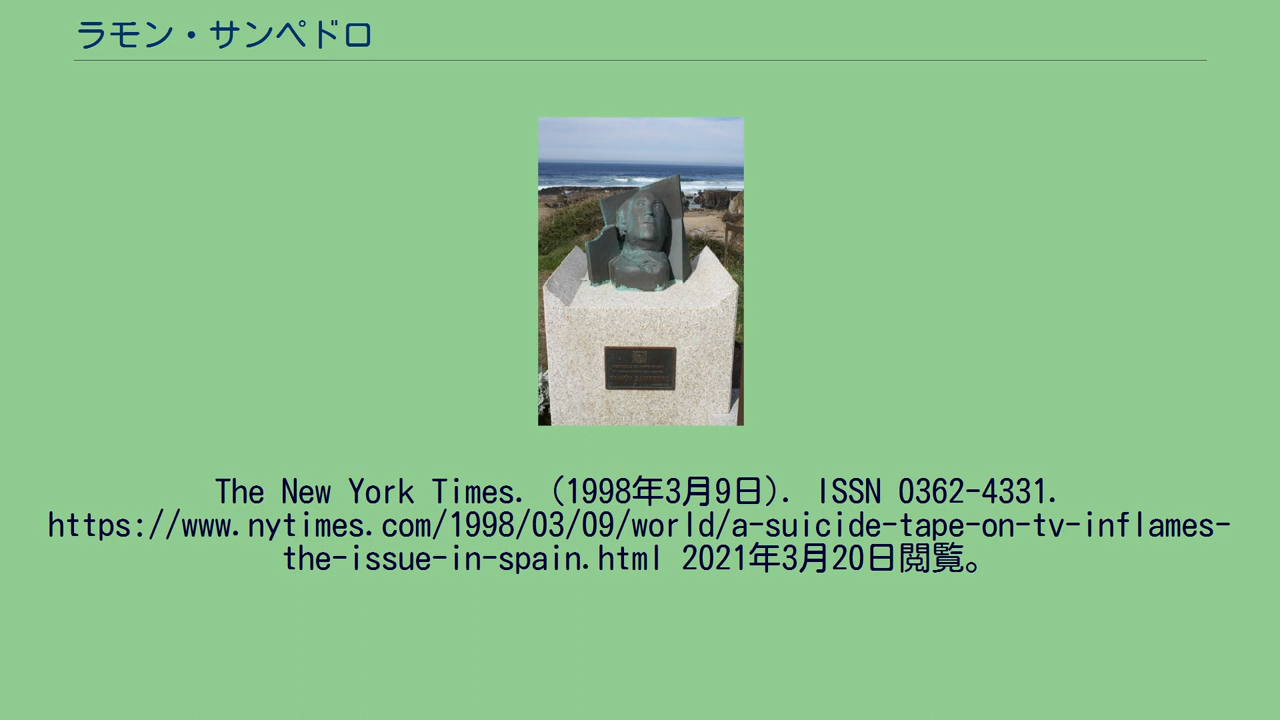 ラモン・サンペドロ
The New York Times. (1998年3月9日). ISSN 0362-4331.
https://www.nytimes.com/1998/03/09/world/a-suicide-tape-on-tv-inflames-
the-issue-in-spain.html 2021年3月20日閲覧。